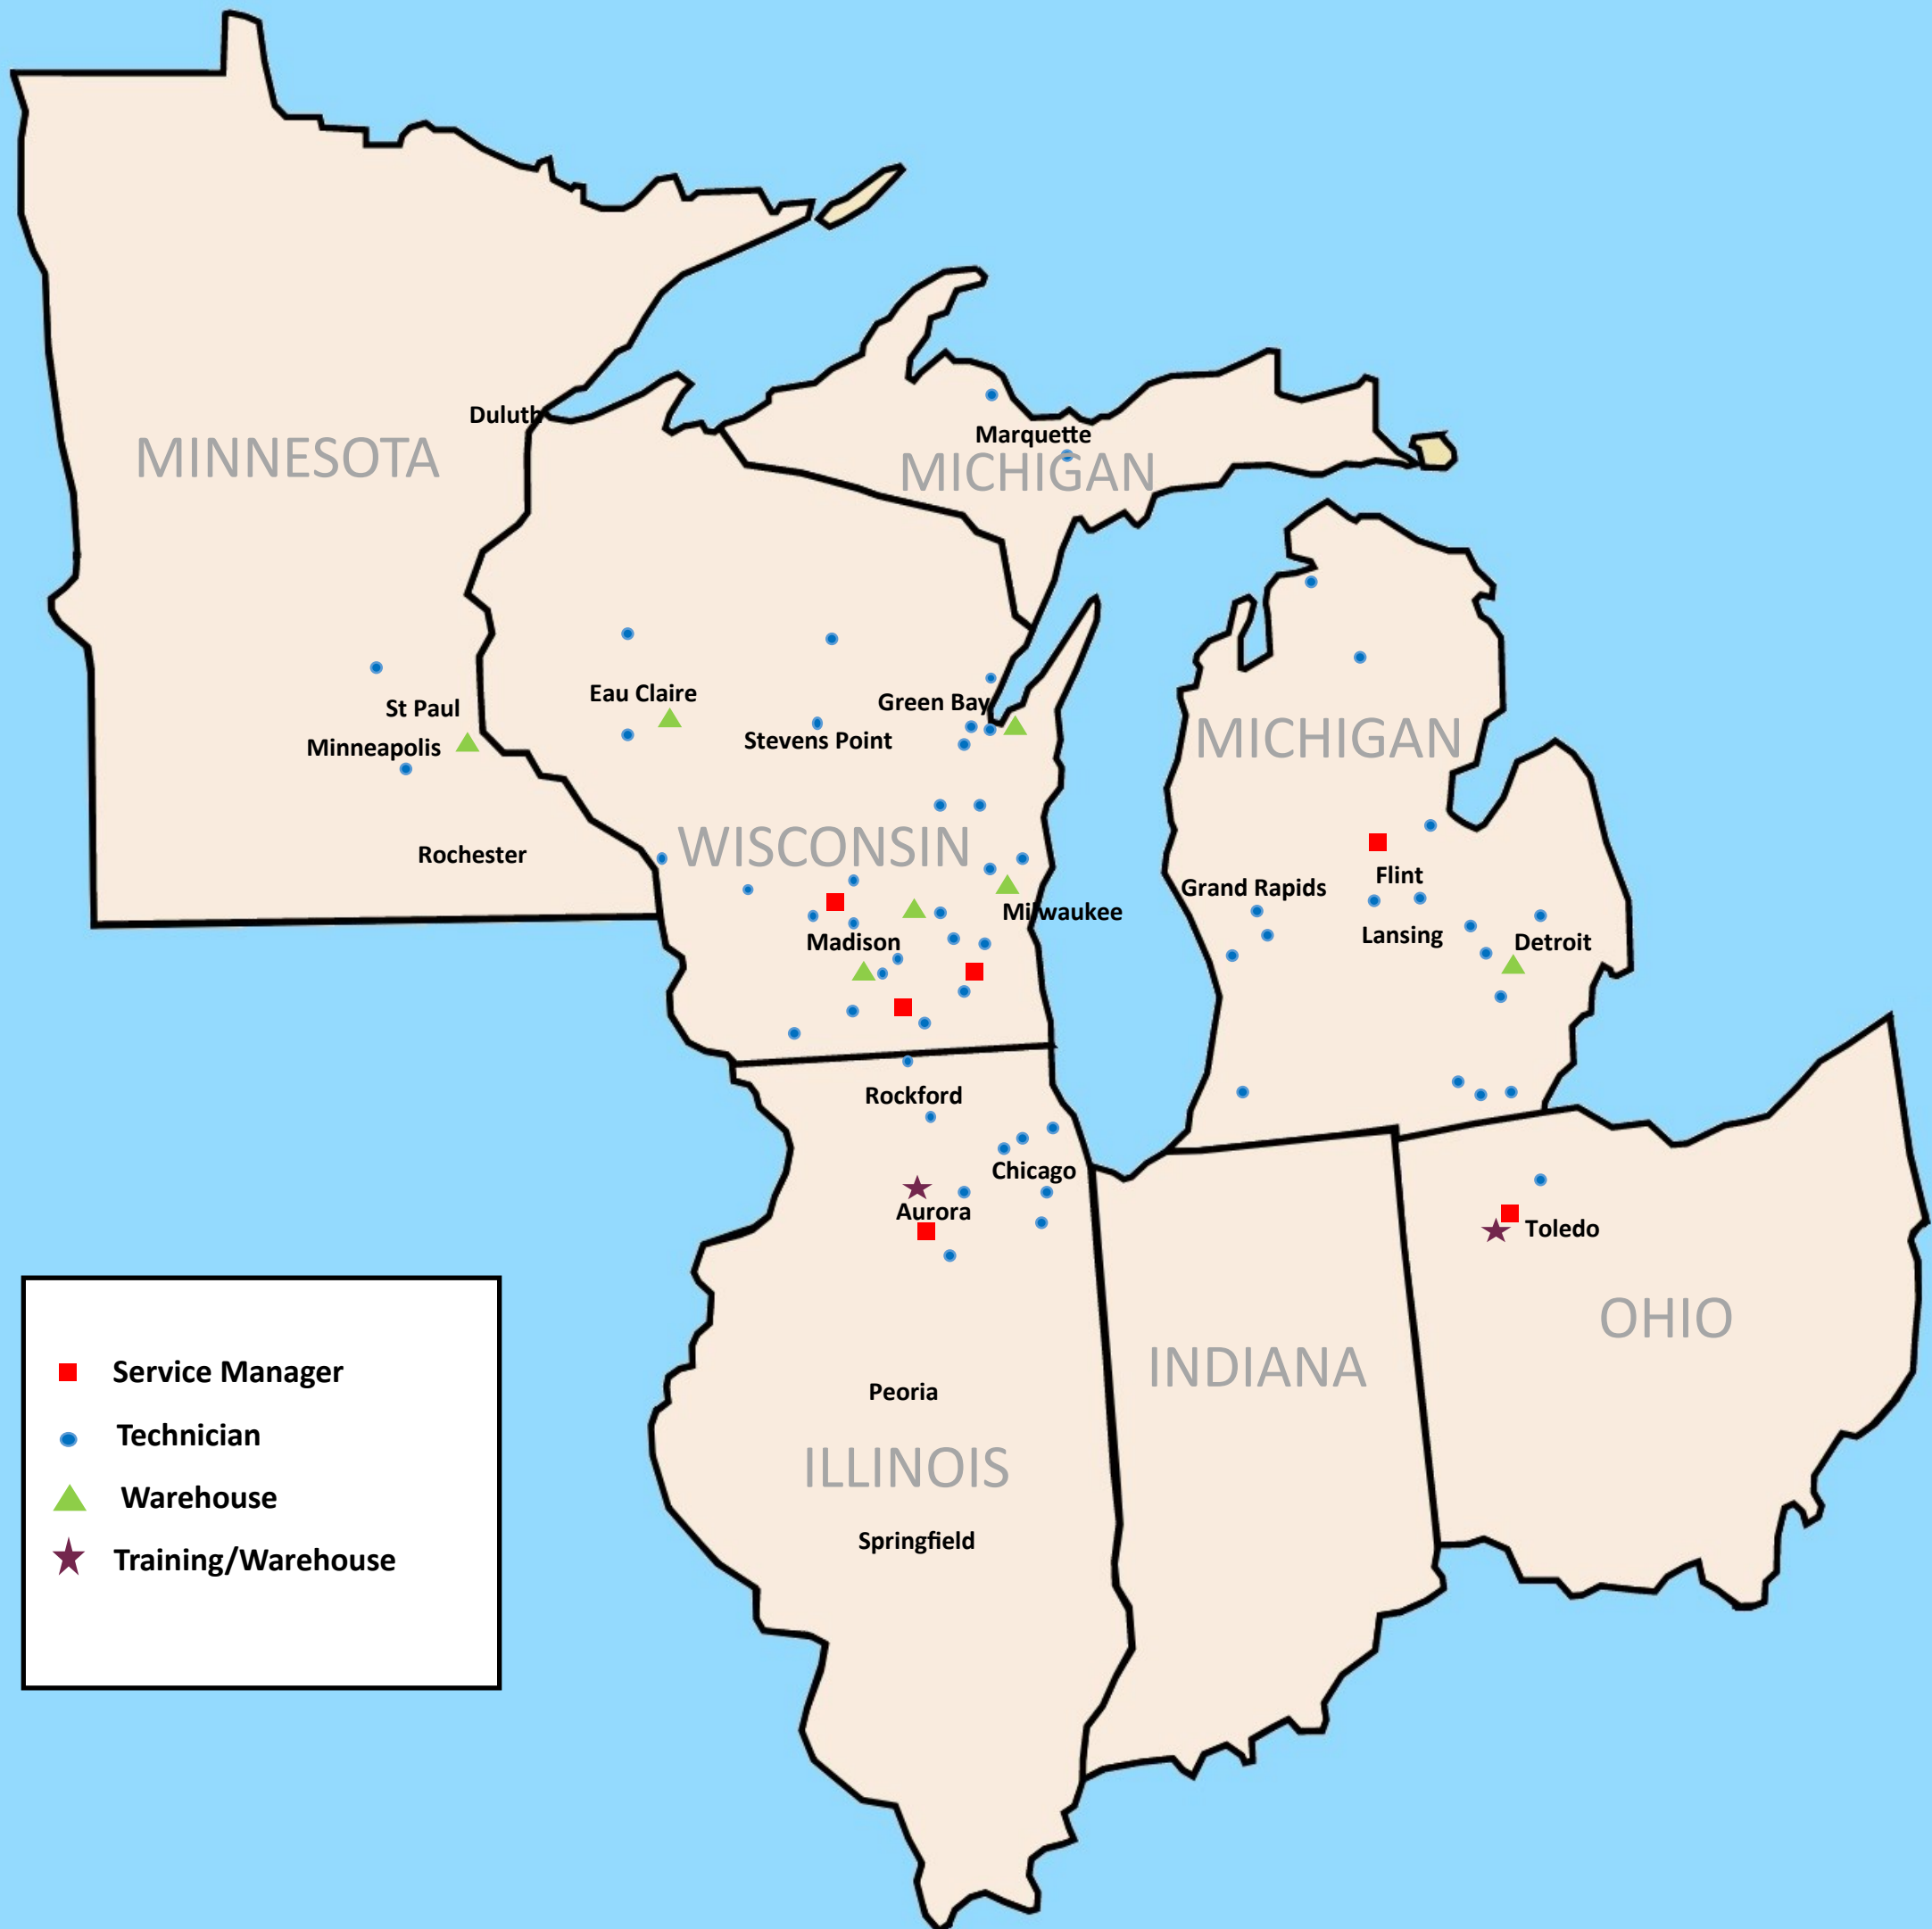 Duluth
MINNESOTA
Marquette
MICHIGAN
Eau Claire
Green Bay
St Paul
Stevens Point
Minneapolis
MICHIGAN
WISCONSIN
Rochester
Flint
Grand Rapids
Milwaukee
Lansing
Madison
Detroit
Rockford
Chicago
Aurora
Toledo
OHIO
INDIANA
Service Manager
Peoria
Technician
ILLINOIS
Warehouse
Springfield
Training/Warehouse